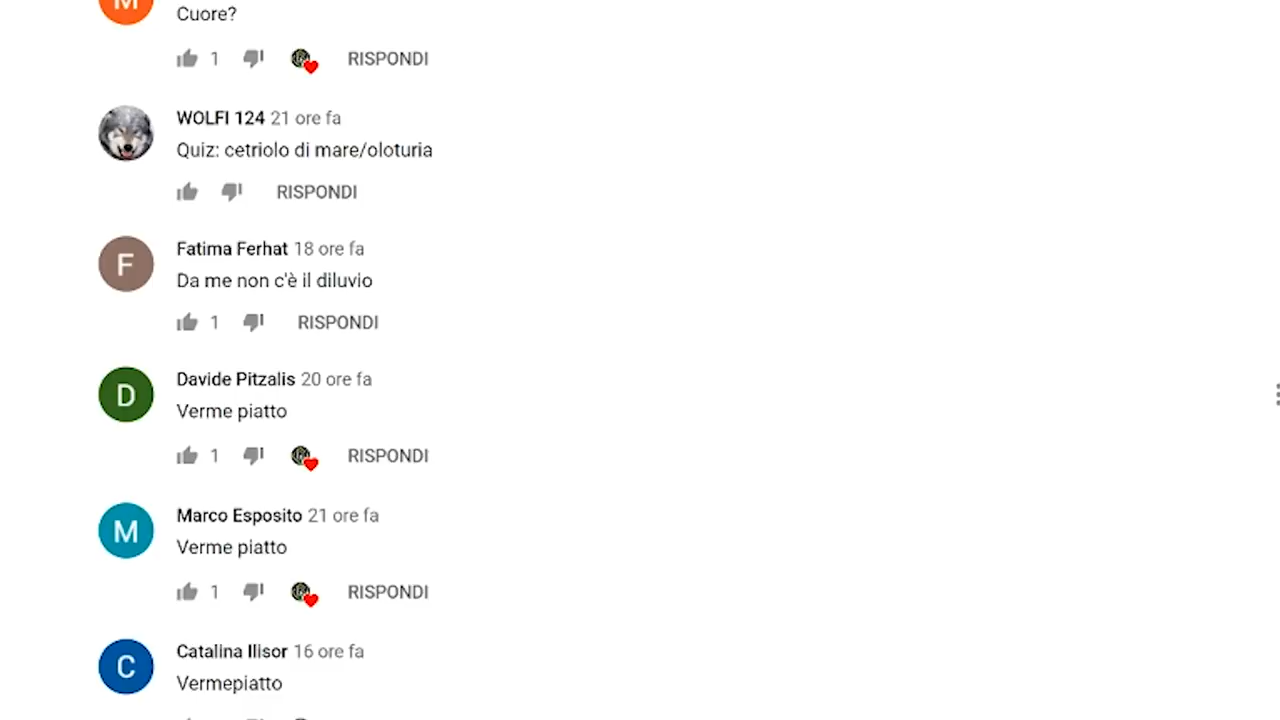 M
Cuore?
1 RISPONDI
WOLFI 124 21 ore fa
Quiz: cetriolo di mare/oloturia
RISPONDI
F
Fatima Ferhat 18 ore fa
Da me non c'è il diluvio
1 RISPONDI
D
Davide Pitzalis 20 ore fa
Verme piatto
1 RISPONDI
M
Marco Esposito 21 ore fa
Verme piatto
1 RISPONDI
C
Catalina Ilisor 16 ore fa
Vermepiatto